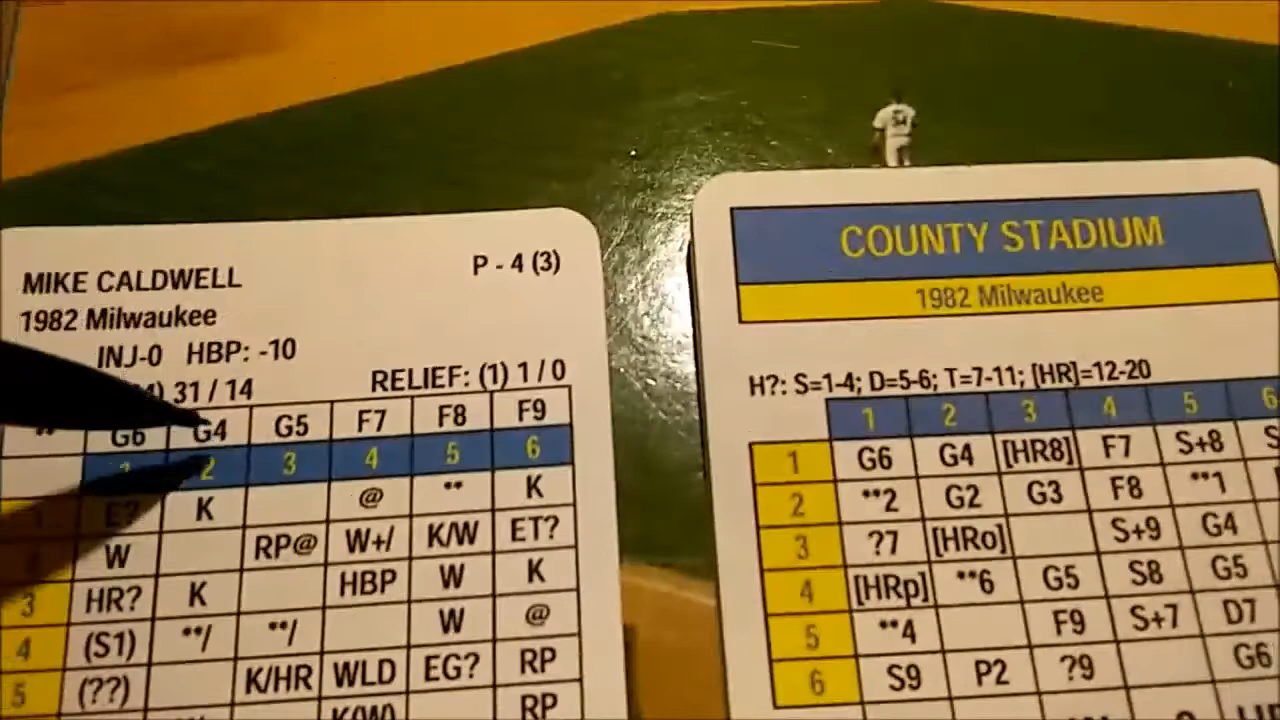 MIKE CALDWELL
P - 4 (3)
1982 Milwaukee
INJ-0 HBP: -10
31 / 14
RELIEF: (1) 1 / 0
** G6 G4 G5 F7 F8 F9
1 2 3 4 5 6
1 E? K @ ** K
W RP@ W+/ K/W ET?
3 HR? K HBP W K
4 (S1) **/ **/ W @
5 (??) K/HR WLD EG? RP
K(W) RP
54
COUNTY STADIUM
1982 Milwaukee
H?: S=1-4; D=5-6; T=7-11; [HR]=12-20
1 2 3 4 5 6
1 G6 G4 [HR8] F7 S+8
2 **2 G2 G3 F8 **1
3 ?7 [HRo] S+9 G4
4 [HRp] **6 G5 S8 G5
5 **4 F9 S+7 D7
6 S9 P2 ?9 G6